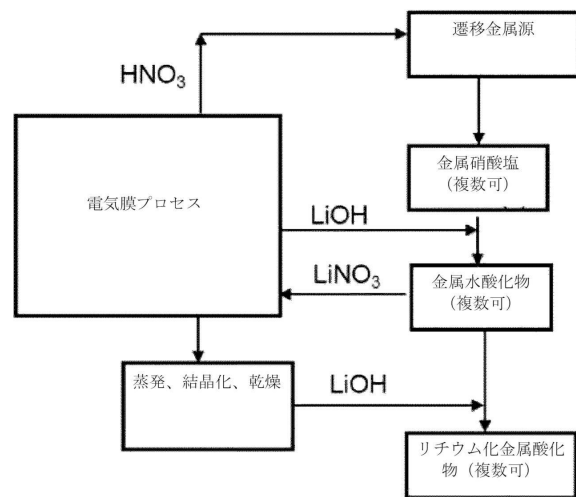 遷移金属源
HNO₃
金属硝酸塩
（複数可）
電気膜プロセス
LiOH
LiNO₃
金属水酸化物
（複数可）
蒸発、結晶化、乾燥
LiOH
リチウム化金属酸化
物（複数可）